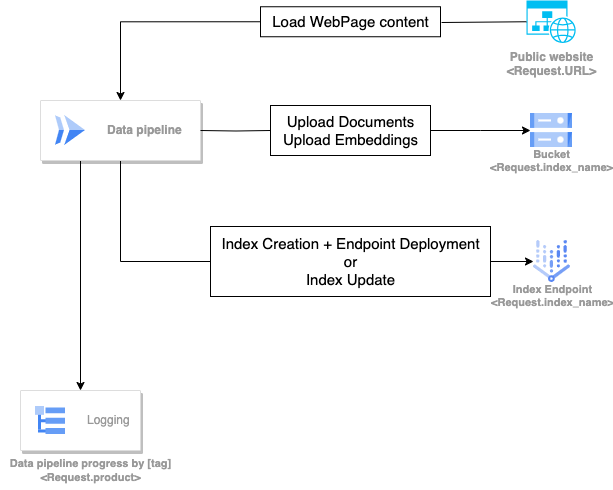 Load WebPage content
Public website
<Request.URL>
Data pipeline
Upload Documents
Upload Embeddings
Bucket
<Request.index_name>
Index Creation + Endpoint Deployment
or
Index Update
Index Endpoint
<Request.index_name>
Logging
Data pipeline progress by [tag]
<Request.product>